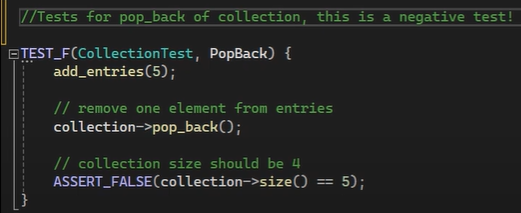 //Tests for pop_back of collection, this is a negative test!
TEST_F(CollectionTest, PopBack) {
add_entries(5);
// remove one element from entries
collection->pop_back();
// collection size should be 4
ASSERT_FALSE(collection->size() == 5);
}